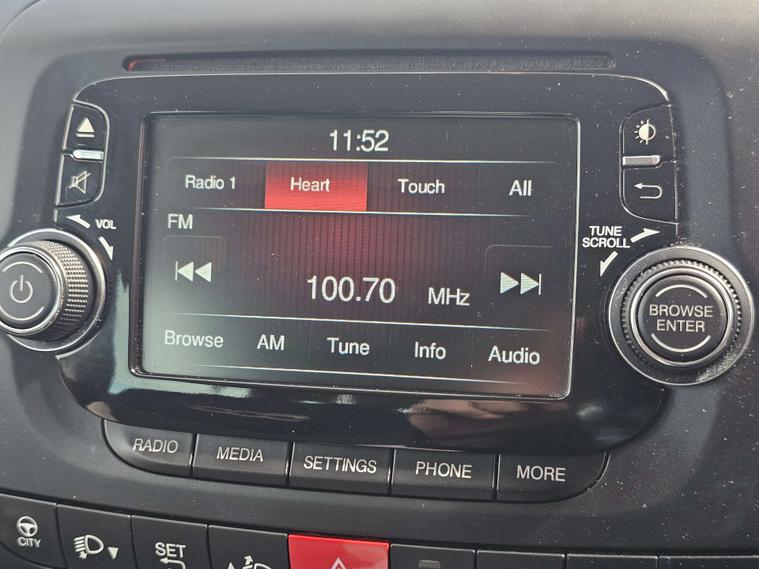 11:52
Radio 1 Heart Touch All
FM
VOL
TUNE
SCROLL
100.70 MHz
BROWSE
ENTER
Browse AM Tune Info Audio
RADIO MEDIA SETTINGS PHONE MORE
CITY
SET